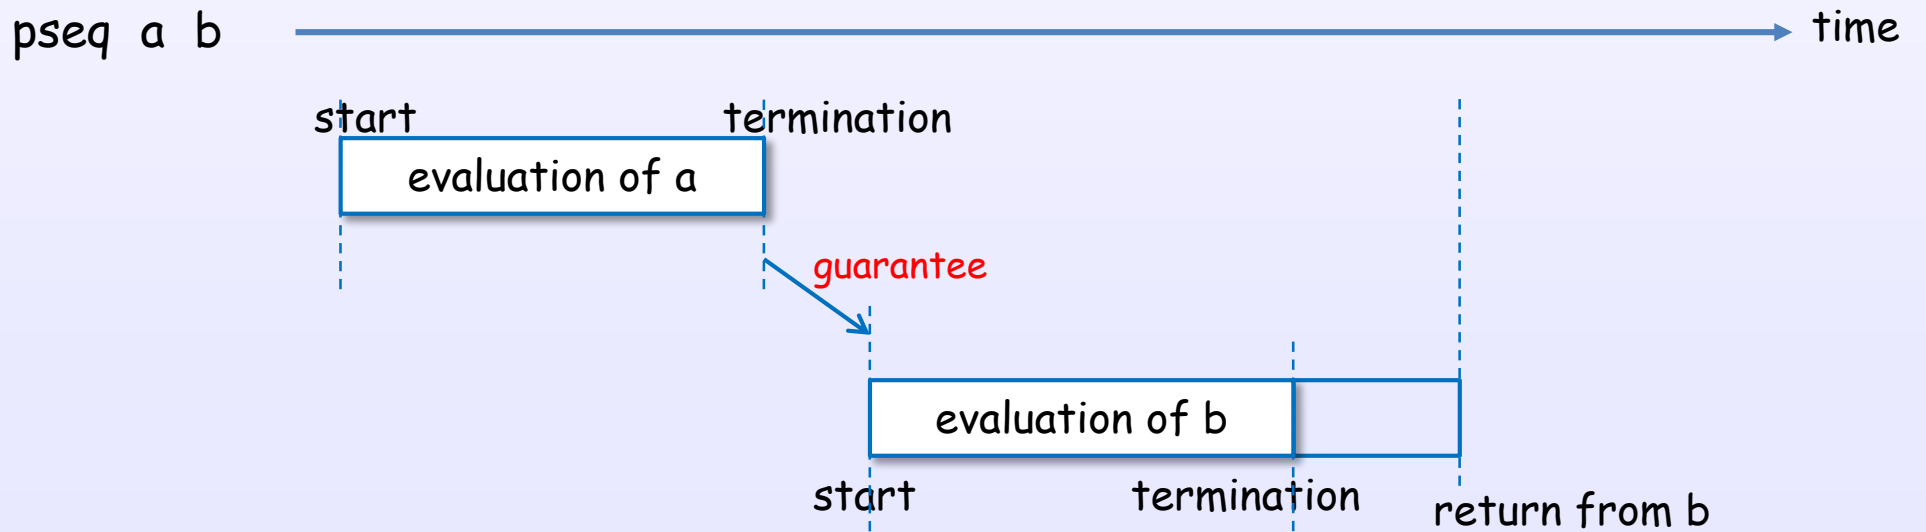 pseq a b
time
start
termination
evaluation of a
guarantee
evaluation of b
start
termination
return from b